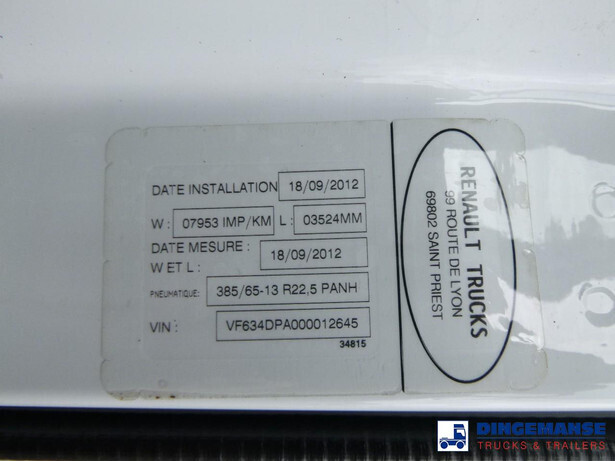 DATE INSTALLATION 18/09/2012
W : 07953 IMP/KM L : 03524MM
DATE MESURE : 18/09/2012
W ET L :
PNEUMATIQUE: 385/65-13 R22,5 PANH
VIN : VF634DPA000012645
34815
RENAULT TRUCKS
99 ROUTE DE LYON
69802 SAINT PRIEST
DINGEMANSE
TRUCKS & TRAILERS